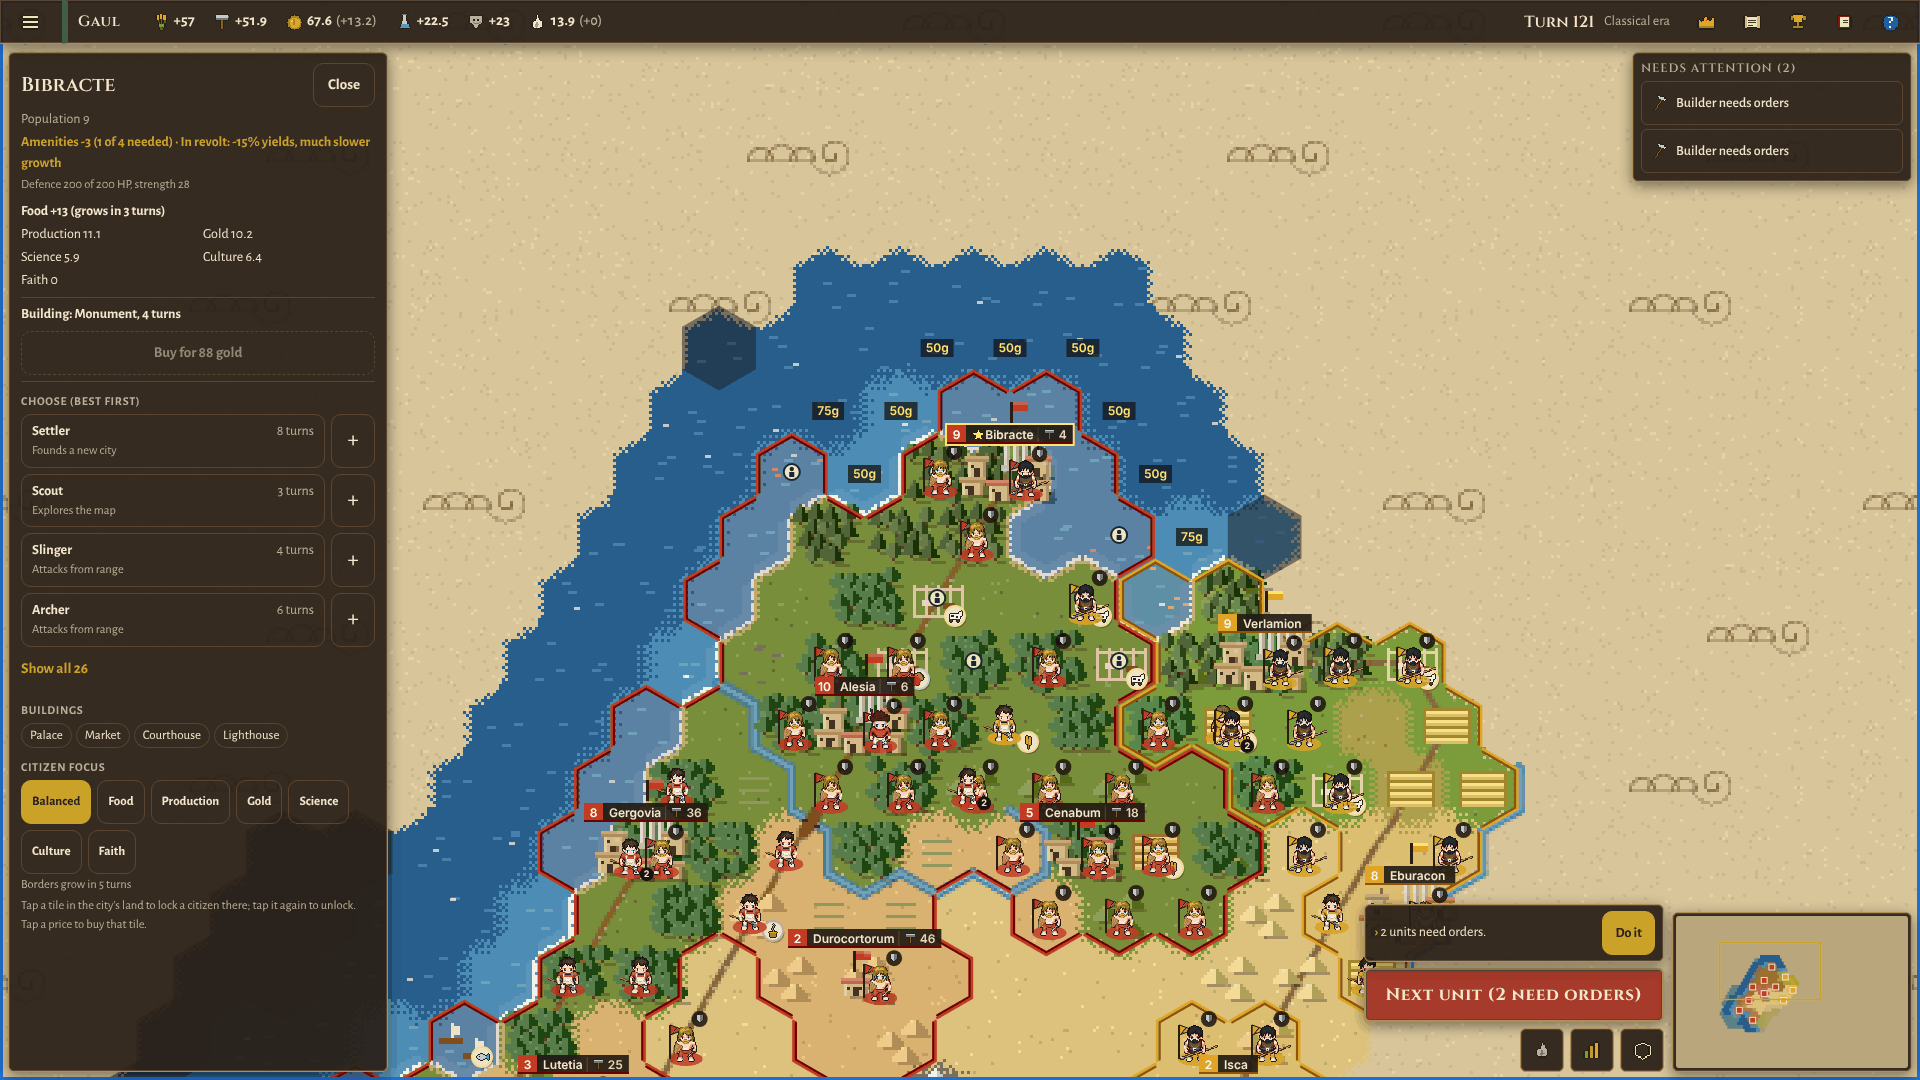 GAUL
+57
+51.9
67.6 (+13.2)
+22.5
+23
13.9 (+0)
TURN 121
Classical era
BIBRACTE
Close
Population 9
Amenities -3 (1 of 4 needed) · In revolt: -15% yields, much slower
growth
Defence 200 of 200 HP, strength 28
Food +13 (grows in 3 turns)
Production 11.1
Gold 10.2
Science 5.9
Culture 6.4
Faith 0
Building: Monument, 4 turns
Buy for 88 gold
CHOOSE (BEST FIRST)
Settler
8 turns
Founds a new city
+
Scout
3 turns
Explores the map
+
Slinger
4 turns
Attacks from range
+
Archer
6 turns
Attacks from range
+
Show all 26
BUILDINGS
Palace
Market
Courthouse
Lighthouse
CITIZEN FOCUS
Balanced
Food
Production
Gold
Science
Culture
Faith
Borders grow in 5 turns
Tap a tile in the city's land to lock a citizen there; tap it again to unlock.
Tap a price to buy that tile.
NEEDS ATTENTION (2)
Builder needs orders
Builder needs orders
50g
50g
50g
75g
50g
50g
50g
50g
75g
9 Bibracte 4
9 Verlamion
10 Alesia 6
2
8 Gergovia 36
2
2
5 Cenabum 18
8 Eburacon
2 Durocortorum 46
3 Lutetia 25
2 Isca
› 2 units need orders.
Do it
NEXT UNIT (2 NEED ORDERS)